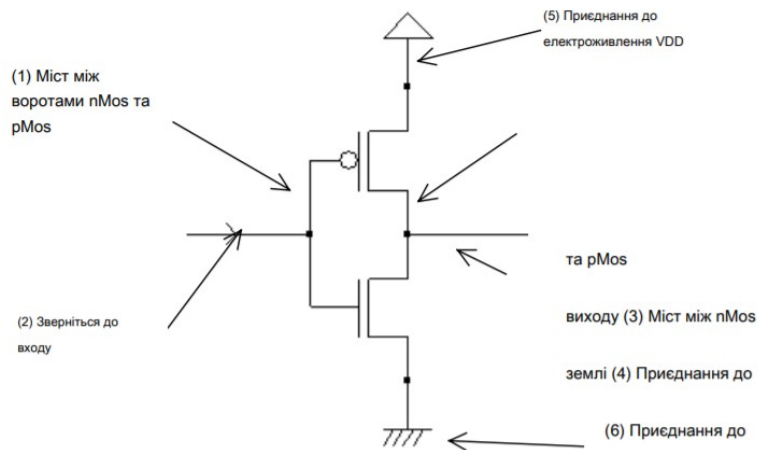 (5) Приєднання до
електроживлення VDD
(1) Міст між
воротами nMos та
pMos
та pMos
(2) Зверніться до
входу
виходу (3) Міст між nMos
землі (4) Приєднання до
(6) Приєднання до